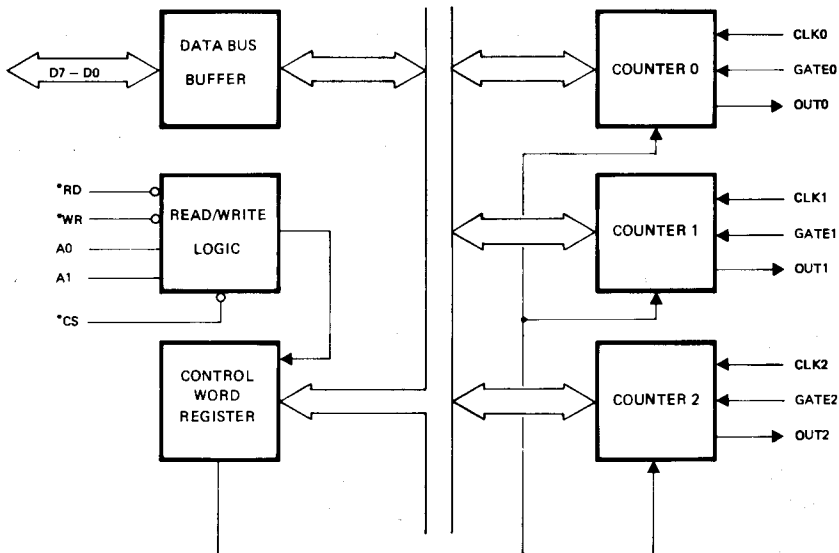 DATA BUS
BUFFER
D7 – D0
*RD
*WR
A0
A1
*CS
READ/WRITE
LOGIC
CONTROL
WORD
REGISTER
COUNTER 0
CLK0
GATE0
OUT0
COUNTER 1
CLK1
GATE1
OUT1
COUNTER 2
CLK2
GATE2
OUT2